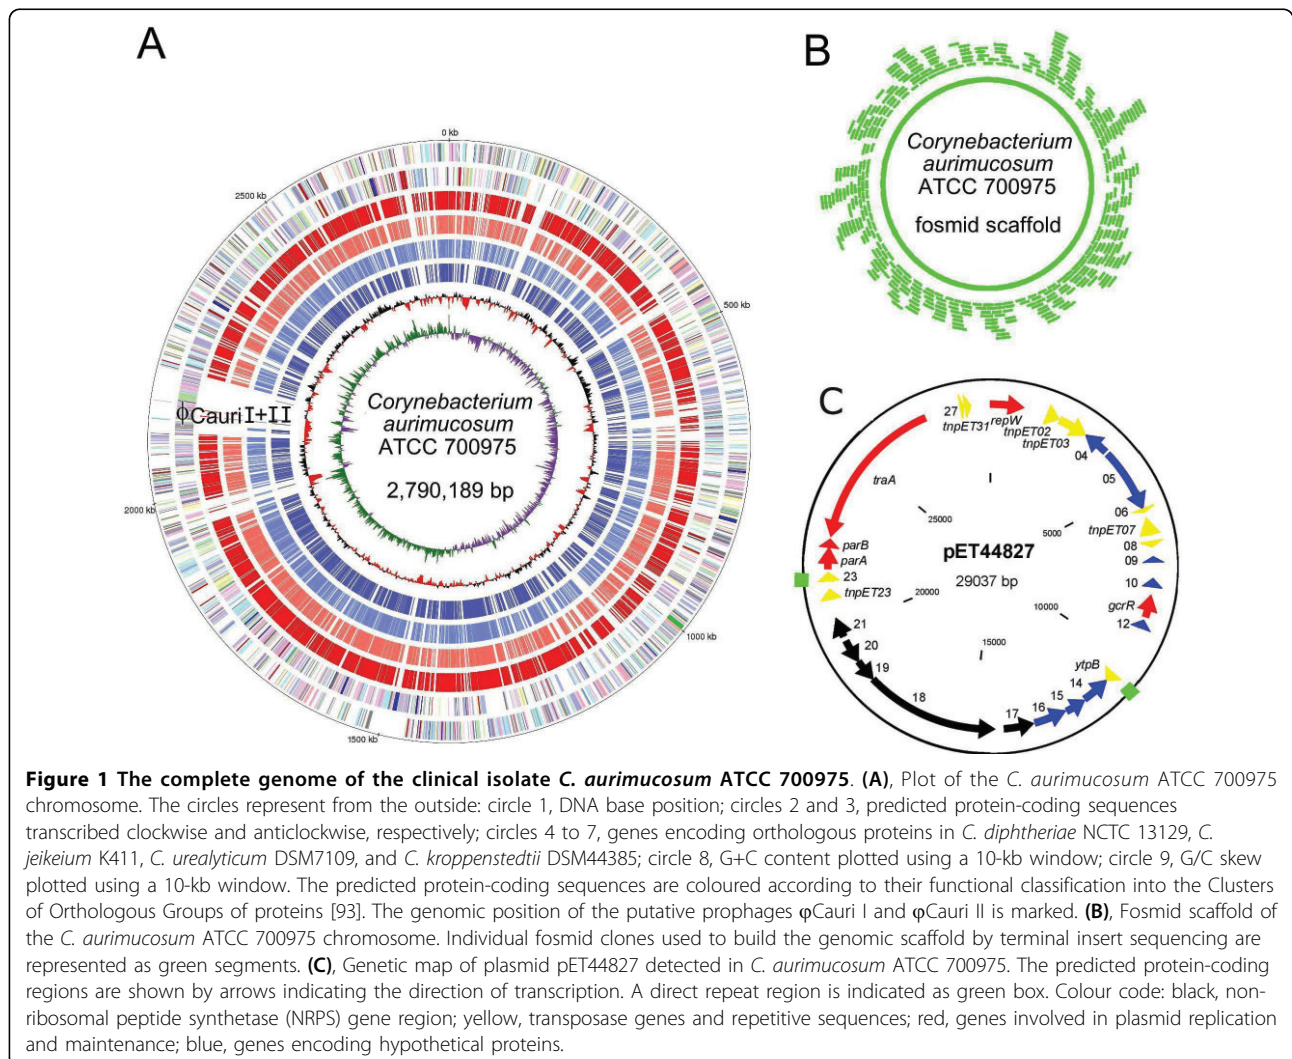 A
0 kb
500 kb
1000 kb
1500 kb
2000 kb
2500 kb
ϕCauriI+II
Corynebacterium
aurimucosum
ATCC 700975
2,790,189 bp
B
Corynebacterium
aurimucosum
ATCC 700975
fosmid scaffold
C
27
tnpET31
repW
tnpET02
tnpET03
04
05
06
tnpET07
08
09
10
gcrR
12
ytpB
14
15
16
17
18
19
20
21
tnpET23
23
parA
parB
traA
5000
10000
15000
20000
25000
pET44827
29037 bp
Figure 1 The complete genome of the clinical isolate C. aurimucosum ATCC 700975. (A), Plot of the C. aurimucosum ATCC 700975
chromosome. The circles represent from the outside: circle 1, DNA base position; circles 2 and 3, predicted protein-coding sequences
transcribed clockwise and anticlockwise, respectively; circles 4 to 7, genes encoding orthologous proteins in C. diphtheriae NCTC 13129, C.
jeikeium K411, C. urealyticum DSM7109, and C. kroppenstedtii DSM44385; circle 8, G+C content plotted using a 10-kb window; circle 9, G/C skew
plotted using a 10-kb window. The predicted protein-coding sequences are coloured according to their functional classification into the Clusters
of Orthologous Groups of proteins [93]. The genomic position of the putative prophages φCauri I and φCauri II is marked. (B), Fosmid scaffold of
the C. aurimucosum ATCC 700975 chromosome. Individual fosmid clones used to build the genomic scaffold by terminal insert sequencing are
represented as green segments. (C), Genetic map of plasmid pET44827 detected in C. aurimucosum ATCC 700975. The predicted protein-coding
regions are shown by arrows indicating the direction of transcription. A direct repeat region is indicated as green box. Colour code: black, non-
ribosomal peptide synthetase (NRPS) gene region; yellow, transposase genes and repetitive sequences; red, genes involved in plasmid replication
and maintenance; blue, genes encoding hypothetical proteins.